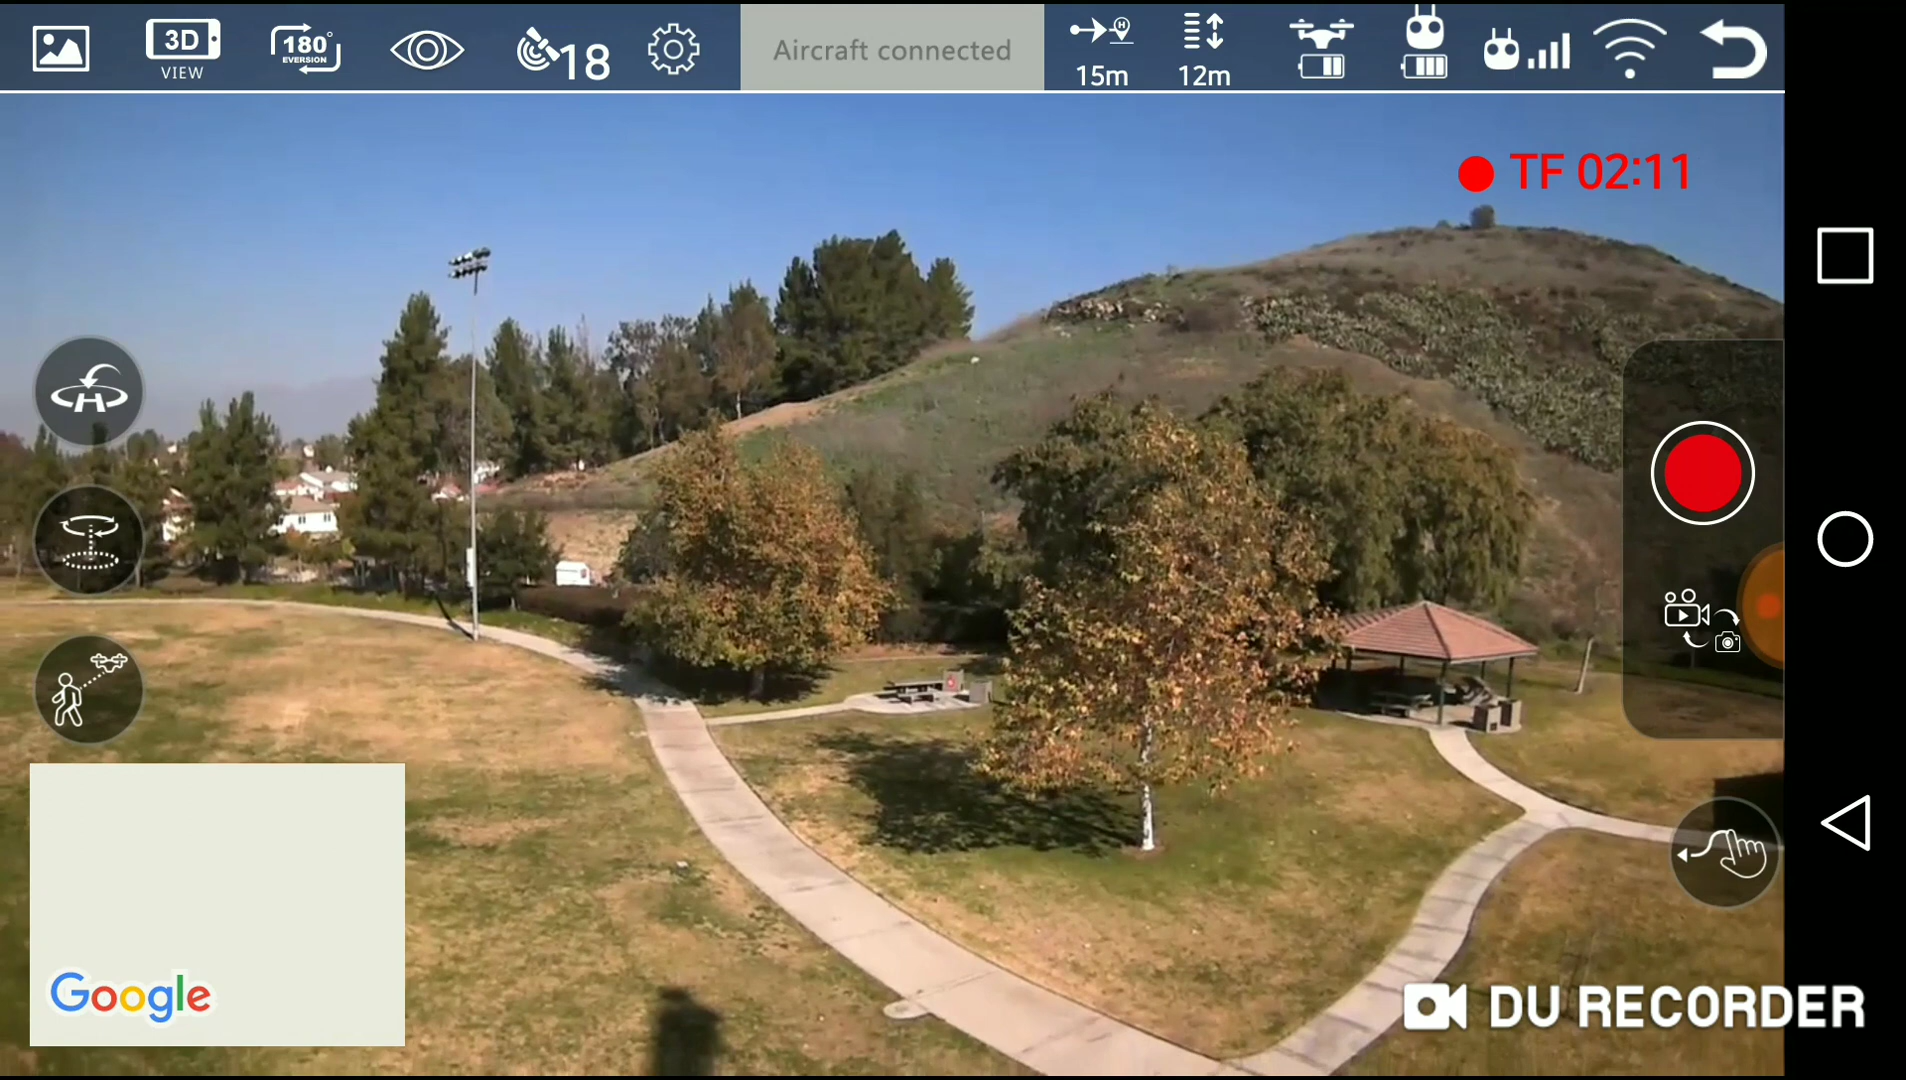 3D
VIEW
180°
EVERSION
18
Aircraft connected
H
15m
12m
TF 02:11
H
Google
DU RECORDER